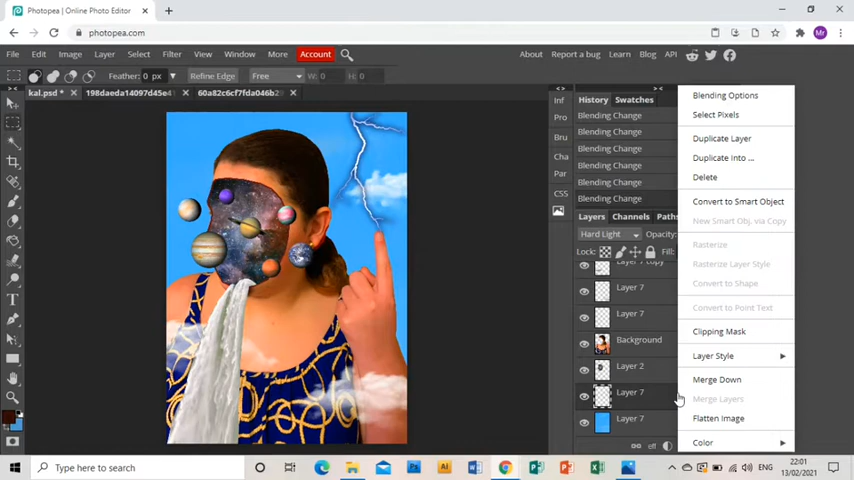 Photopea | Online Photo Editor
photopea.com
File Edit Image Layer Select Filter View Window More Account
About Report a bug Learn Blog API
Feather: 0 px Refine Edge Free W: 0 H: 0
kal.psd * 198daeda14097d45e4 60a82c6cf7fda046b2
Inf
Pro
Bru
Cha
Par
CSS
History Swatches
Blending Change
Blending Change
Blending Change
Blending Change
Blending Change
Blending Change
Layers Channels Paths
Hard Light Opacity:
Lock: Fill:
Layer 7 copy
Layer 7
Layer 7
Background
Layer 2
Layer 7
Layer 7
eff
Blending Options
Select Pixels
Duplicate Layer
Duplicate Into ...
Delete
Convert to Smart Object
New Smart Obj. via Copy
Rasterize
Rasterize Layer Style
Convert to Shape
Convert to Point Text
Clipping Mask
Layer Style
Merge Down
Merge Layers
Flatten Image
Color
Type here to search
ENG
22:01
13/02/2021